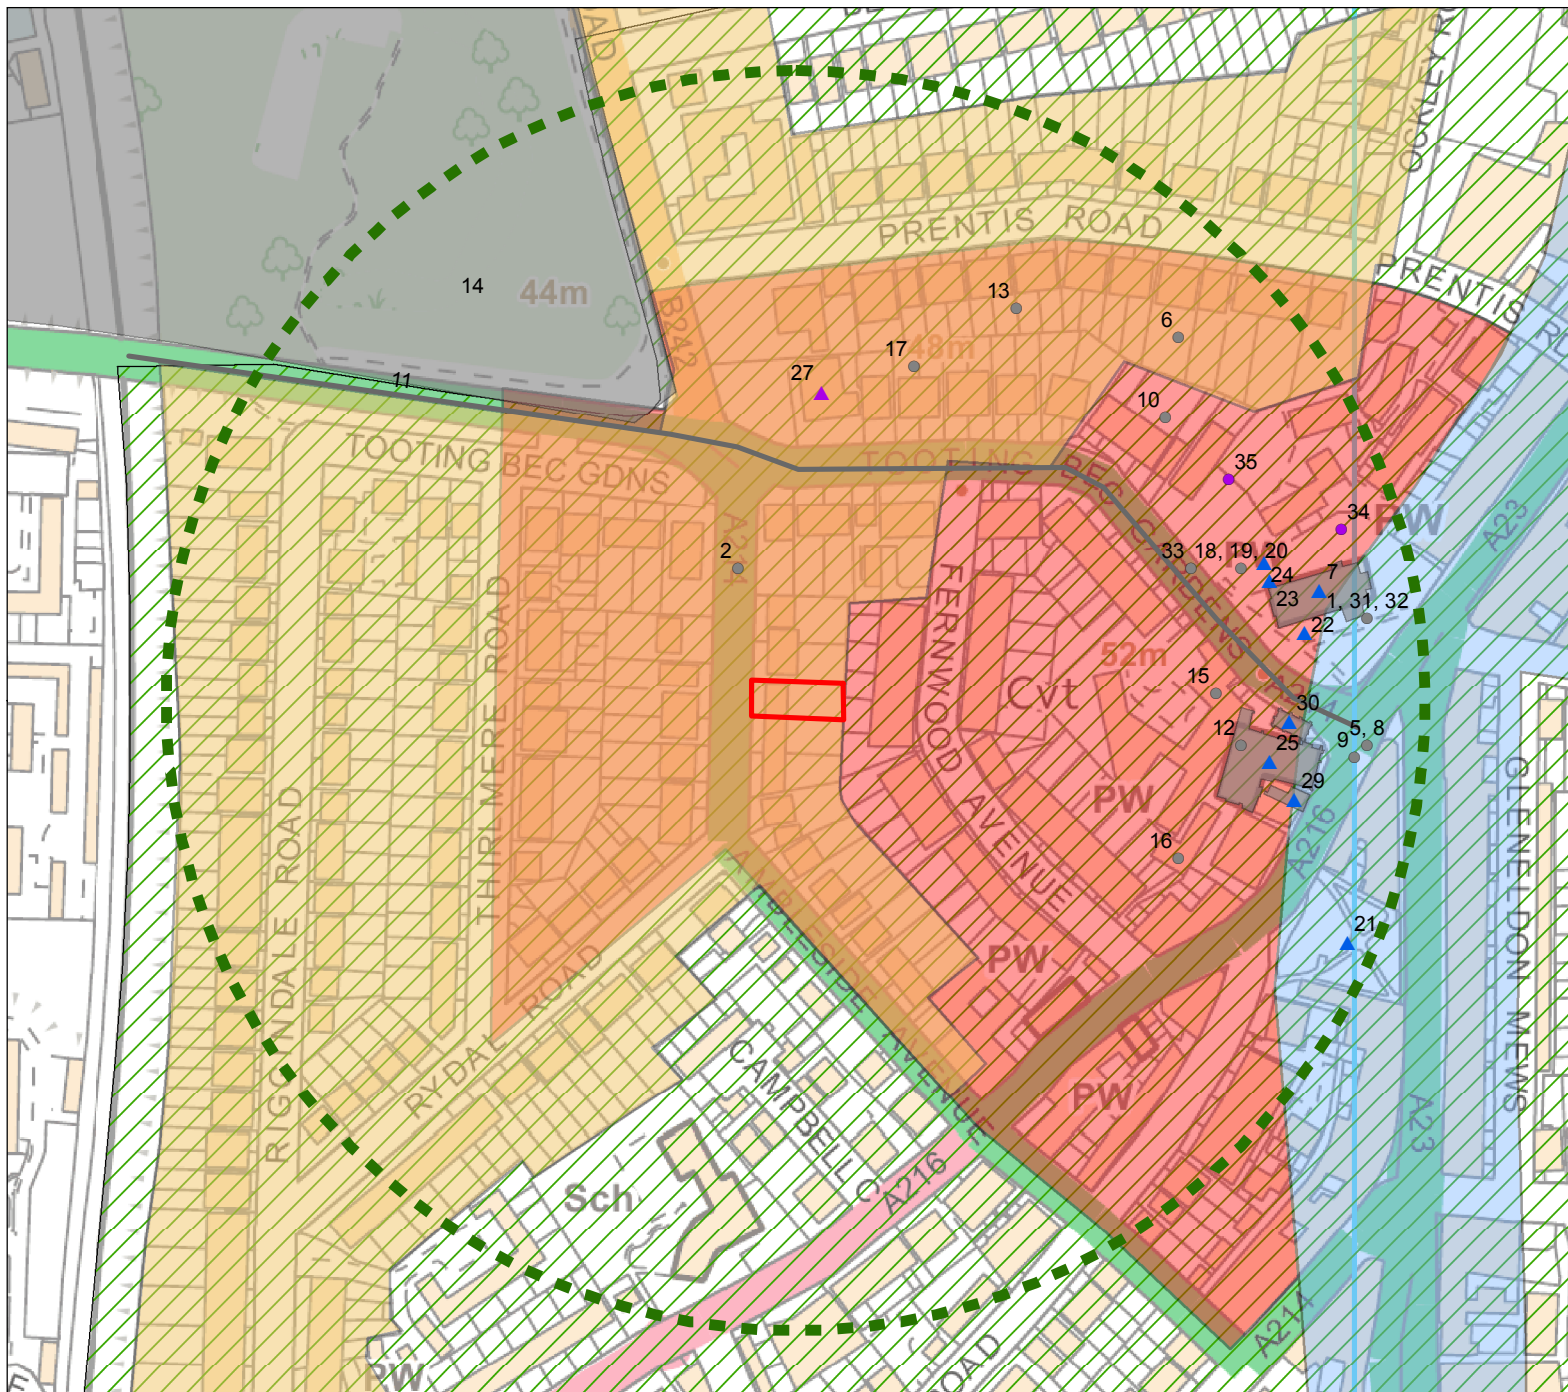 PRENTIS ROAD
PRENTIS
14
44m
B242
13
6
17
48m
27
11
10
TOOTING BEC GDNS
TOOTING BEC GARDENS
35
34
PW
A23
2
33
18, 19, 20
24
7
23
1, 31, 32
22
FERNWOOD AVENUE
THIRLMERE ROAD
52m
Cvt
15
30
5, 8
12
9
25
29
PW
A216
16
RIGGINDALE ROAD
GLENELDON MEWS
21
PW
RYDAL ROAD
AMBLESIDE AVENUE
CAMPBELL
PW
A23
A216
Sch
A214
ROAD
PW